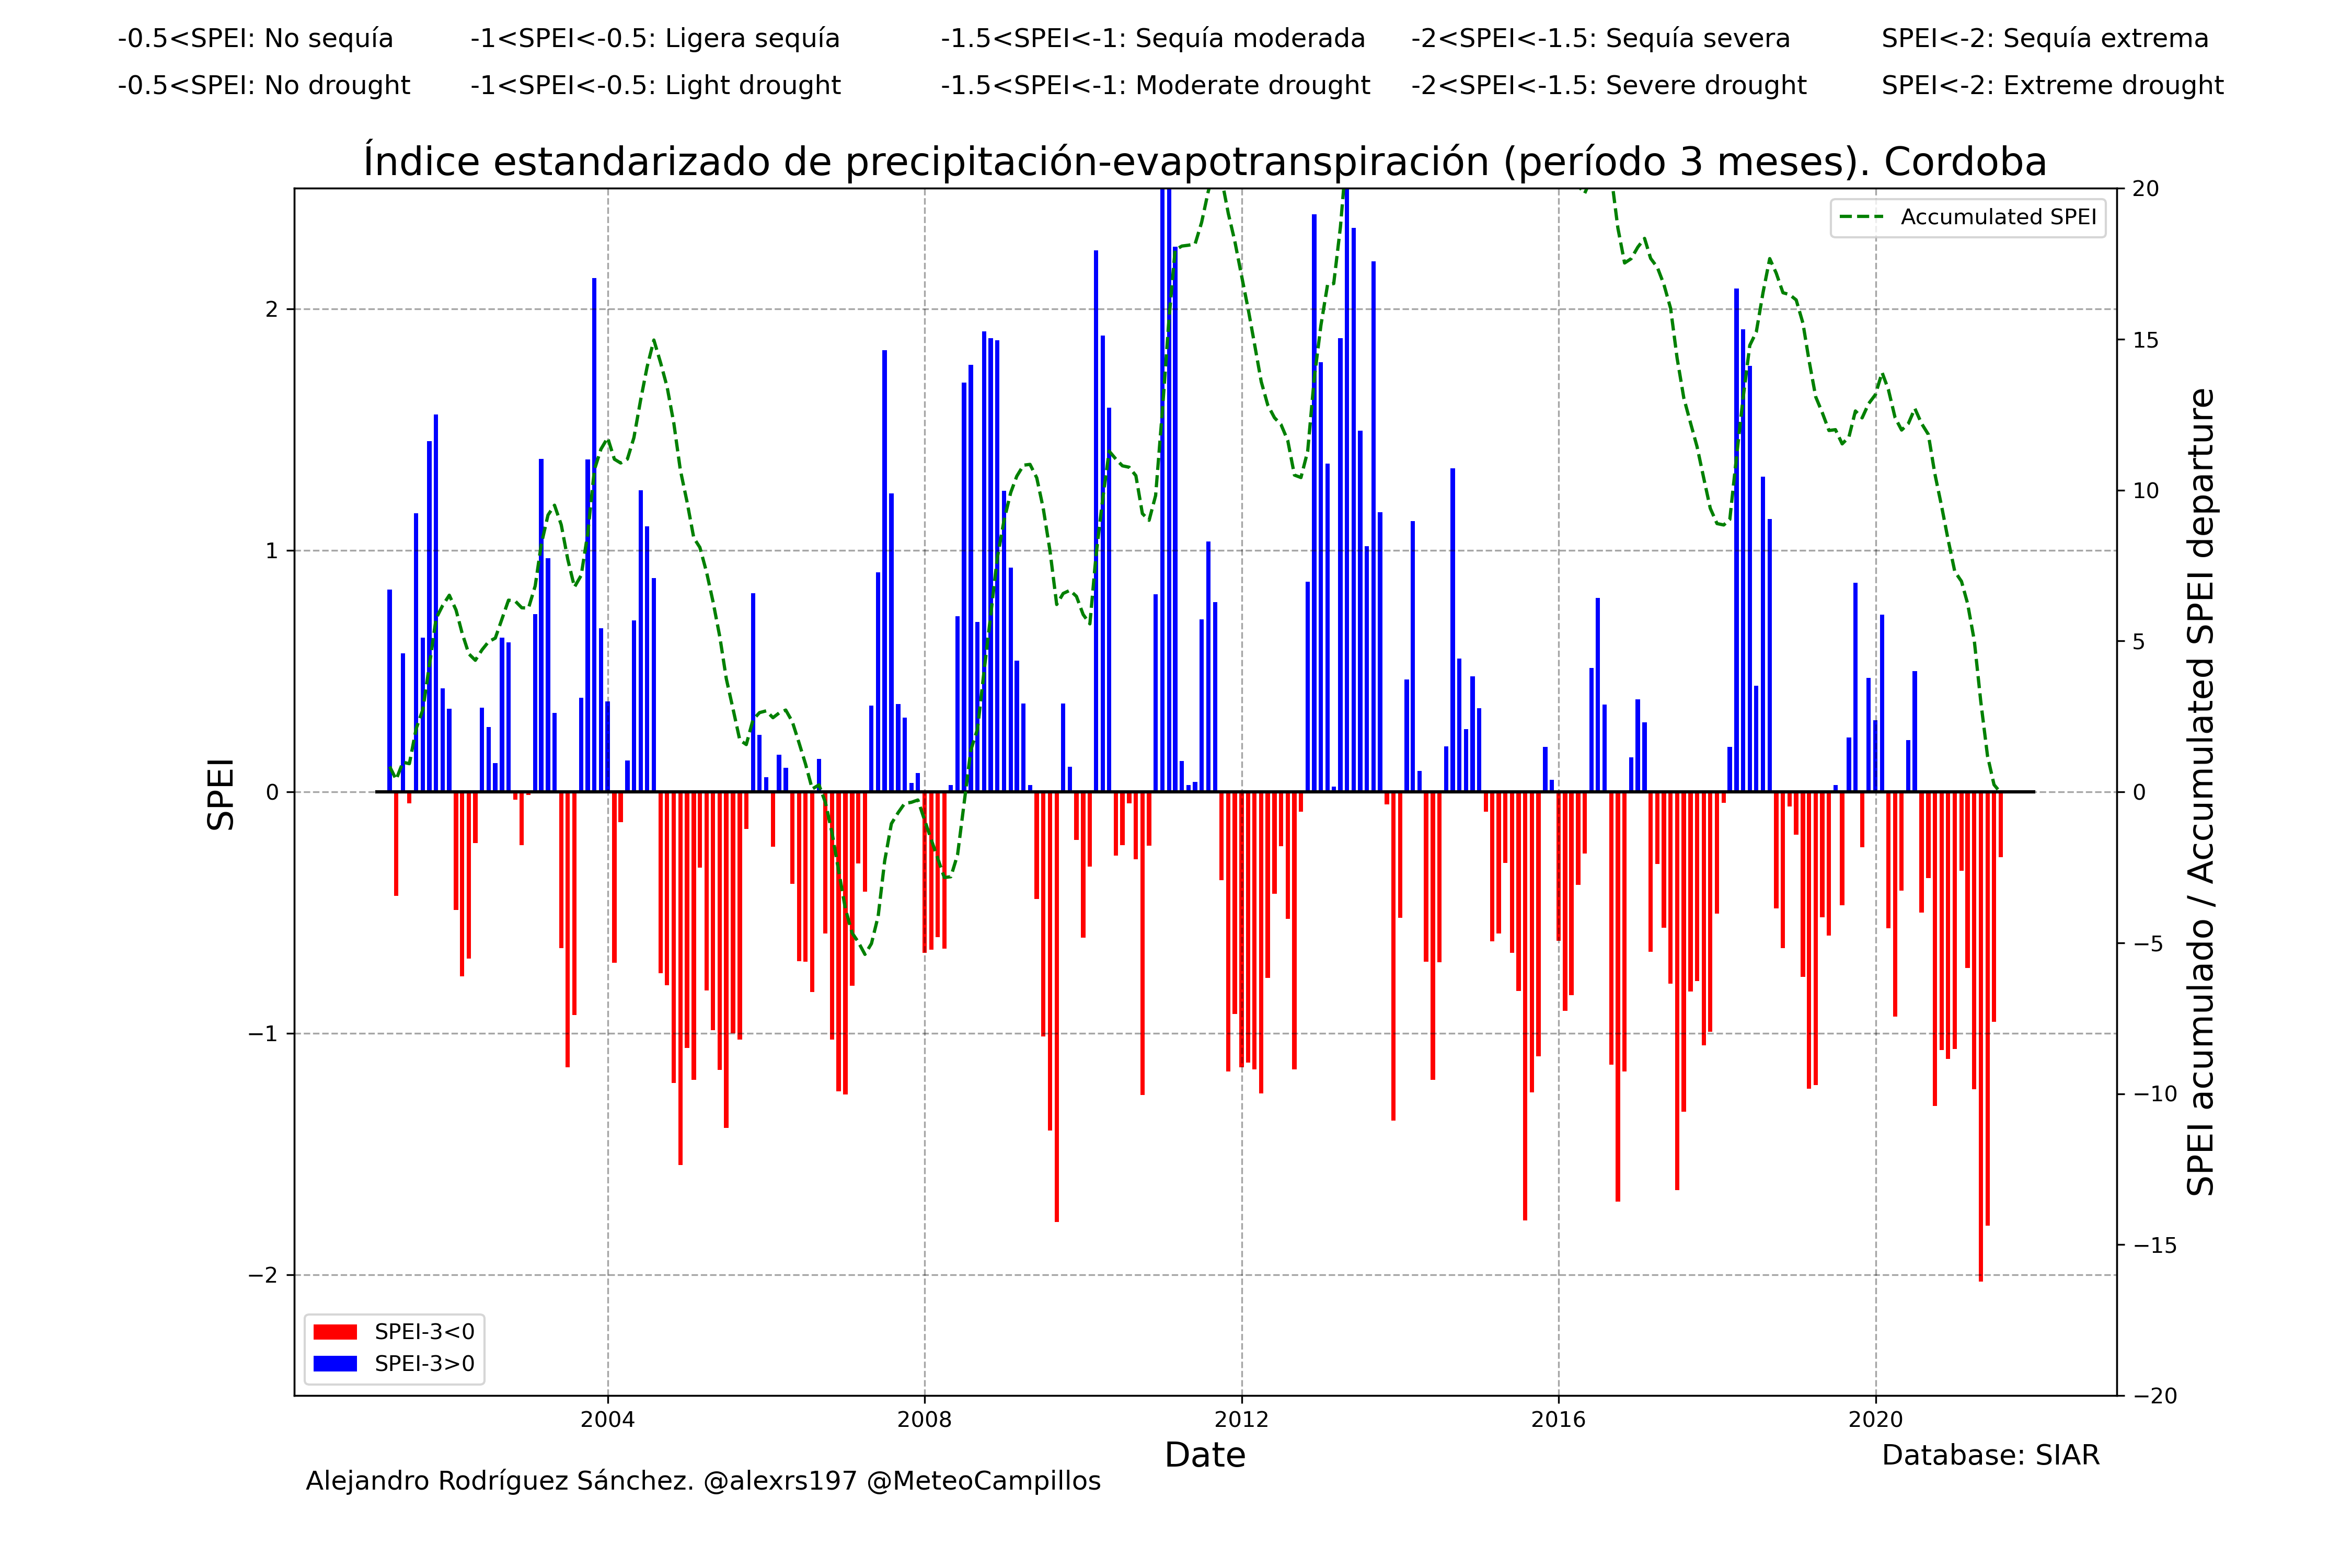 -0.5<SPEI: No sequía -1<SPEI<-0.5: Ligera sequía -1.5<SPEI<-1: Sequía moderada -2<SPEI<-1.5: Sequía severa SPEI<-2: Sequía extrema
-0.5<SPEI: No drought -1<SPEI<-0.5: Light drought -1.5<SPEI<-1: Moderate drought -2<SPEI<-1.5: Severe drought SPEI<-2: Extreme drought
Índice estandarizado de precipitación-evapotranspiración (período 3 meses). Cordoba
Accumulated SPEI
SPEI
2
1
0
−1
−2
20
15
10
5
0
−5
−10
−15
−20
SPEI acumulado / Accumulated SPEI departure
SPEI-3<0
SPEI-3>0
2004 2008 2012 2016 2020
Date
Database: SIAR
Alejandro Rodríguez Sánchez. @alexrs197 @MeteoCampillos